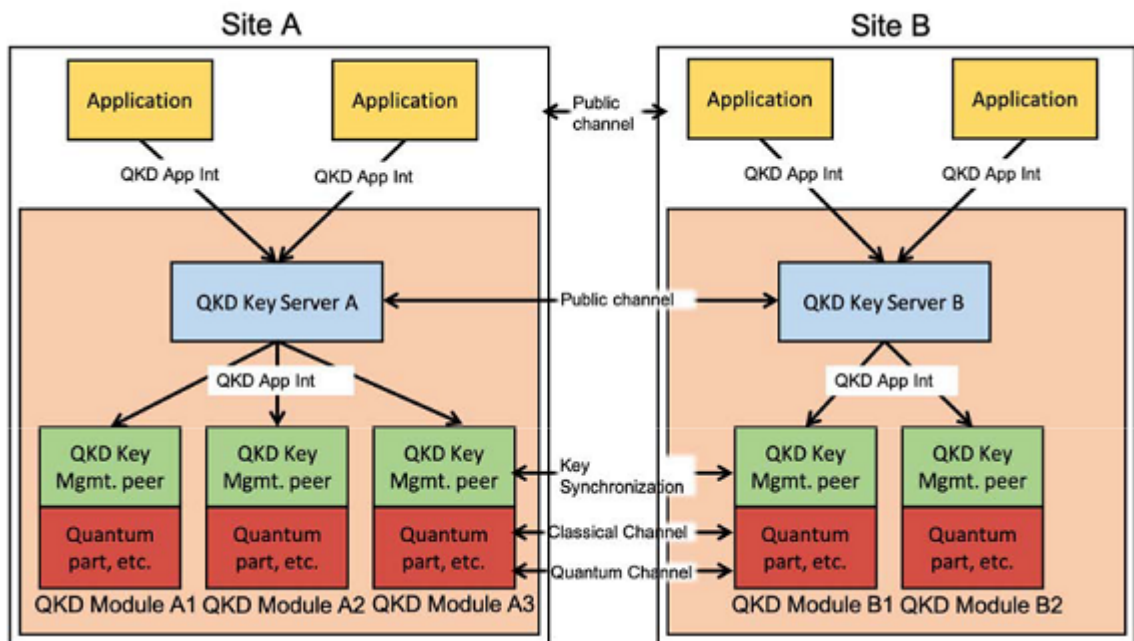 Site A
Site B
Application
Application
Public
channel
Application
Application
QKD App Int
QKD App Int
QKD App Int
QKD App Int
QKD Key Server A
Public channel
QKD Key Server B
QKD App Int
QKD App Int
QKD Key
Mgmt. peer
QKD Key
Mgmt. peer
QKD Key
Mgmt. peer
Key
Synchronization
QKD Key
Mgmt. peer
QKD Key
Mgmt. peer
Quantum
part, etc.
Quantum
part, etc.
Quantum
part, etc.
Classical Channel
Quantum Channel
Quantum
part, etc.
Quantum
part, etc.
QKD Module A1
QKD Module A2
QKD Module A3
QKD Module B1
QKD Module B2